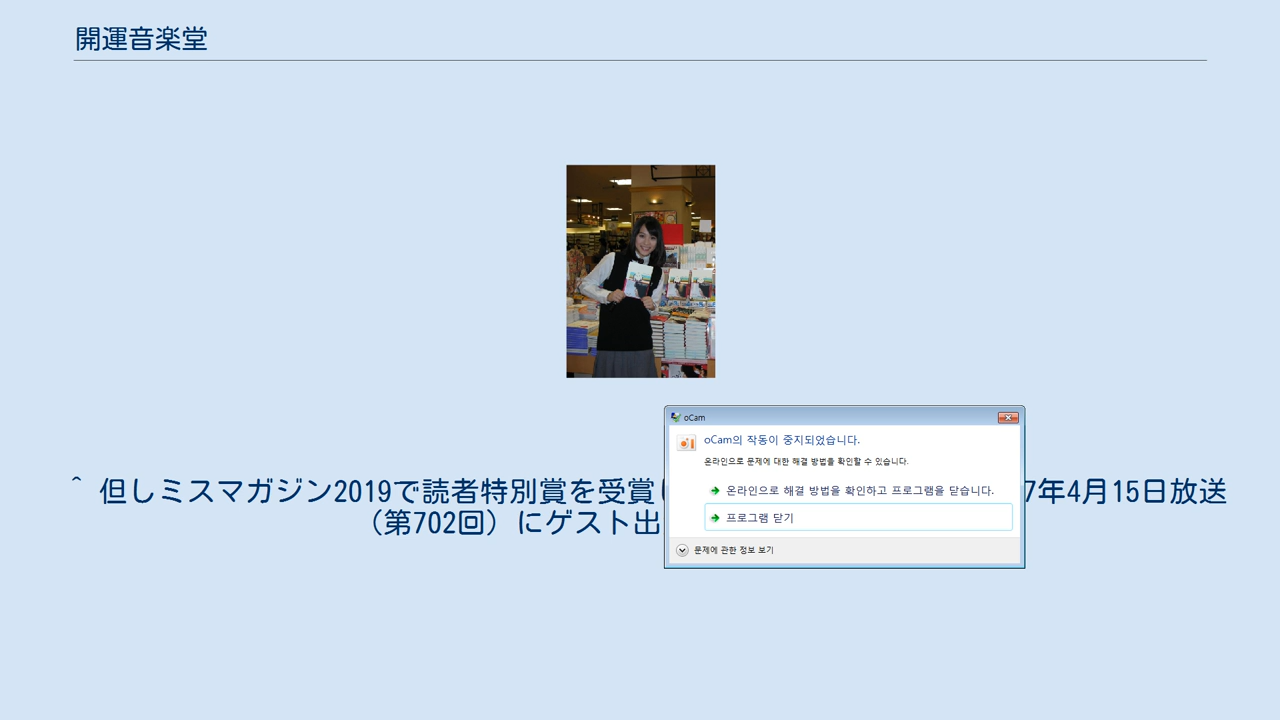 開運音楽堂
oCam
oCam의 작동이 중지되었습니다.
온라인으로 문제에 대한 해결 방법을 확인할 수 있습니다.
^ 但しミスマガジン2019で読者特別賞を受賞し
온라인으로 해결 방법을 확인하고 프로그램을 닫습니다.
7年4月15日放送
（第702回）にゲスト出
프로그램 닫기
문제에 관한 정보 보기